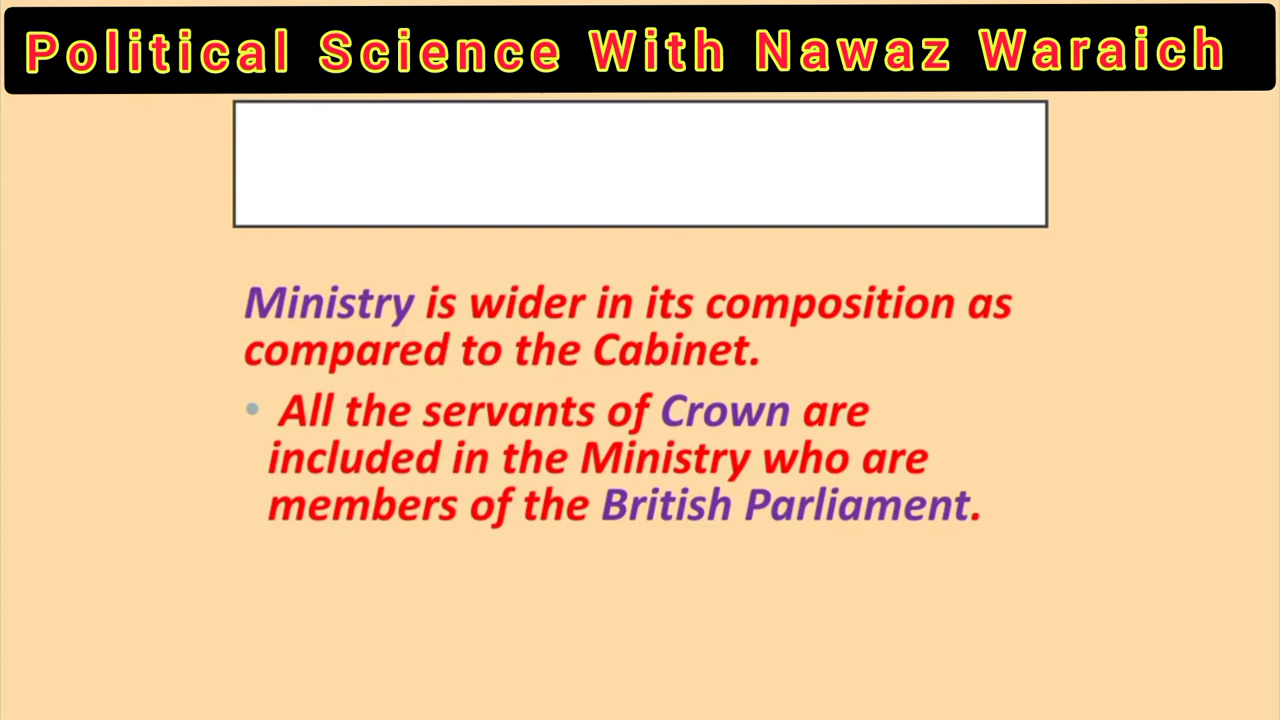 Political Science With Nawaz Waraich
Ministry is wider in its composition as
compared to the Cabinet.
• All the servants of Crown are
included in the Ministry who are
members of the British Parliament.